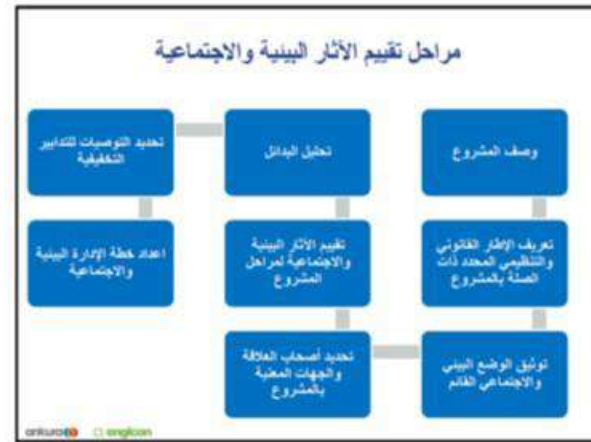 مراحل تقييم الآثار البيئية والاجتماعية
وصف المشروع
تعريف الإطار القانوني
والتنظيمي المحدد ذات
الصلة بالمشروع
توثيق الوضع البيئي
والاجتماعي القائم
تحديد أصحاب العلاقة
والجهات المعنية
بالمشروع
تقييم الآثار البيئية
والاجتماعية لمراحل
المشروع
تحليل البدائل
تحديد التوصيات للتدابير
التخفيفية
اعداد خطة الإدارة البيئية
والاجتماعية
ankura
englcon